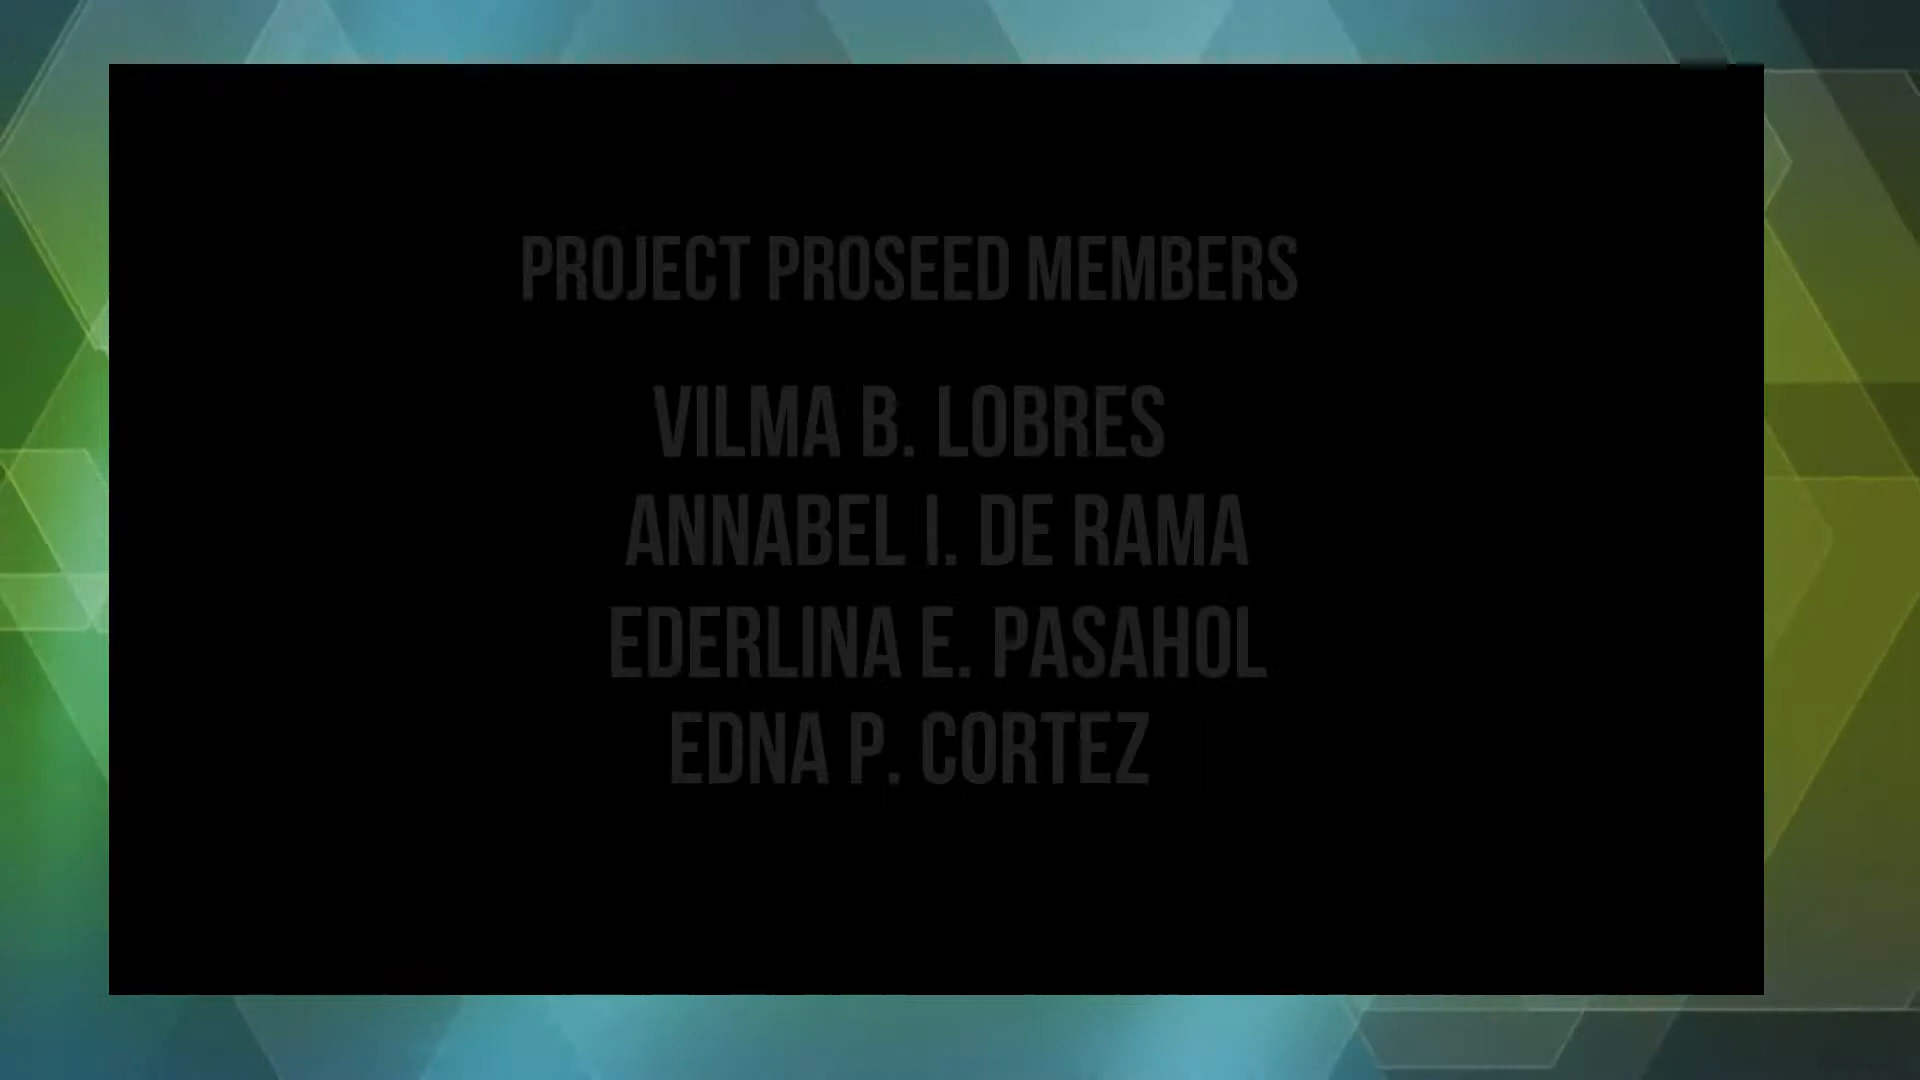 PROJECT PROSEED MEMBERS
VILMA B. LOBRES
ANNABEL I. DE RAMA
EDERLINA E. PASAHOL
EDNA P. CORTEZ